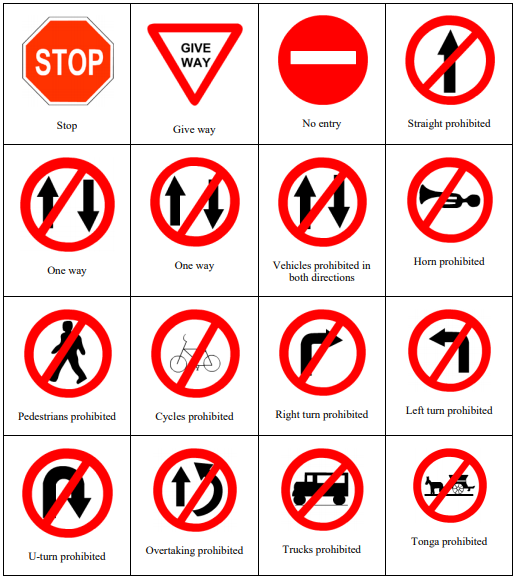 STOP
Stop
GIVE
WAY
Give way
No entry
Straight prohibited
One way
One way
Vehicles prohibited in
both directions
Horn prohibited
Pedestrians prohibited
Cycles prohibited
Right turn prohibited
Left turn prohibited
U-turn prohibited
Overtaking prohibited
Trucks prohibited
Tonga prohibited